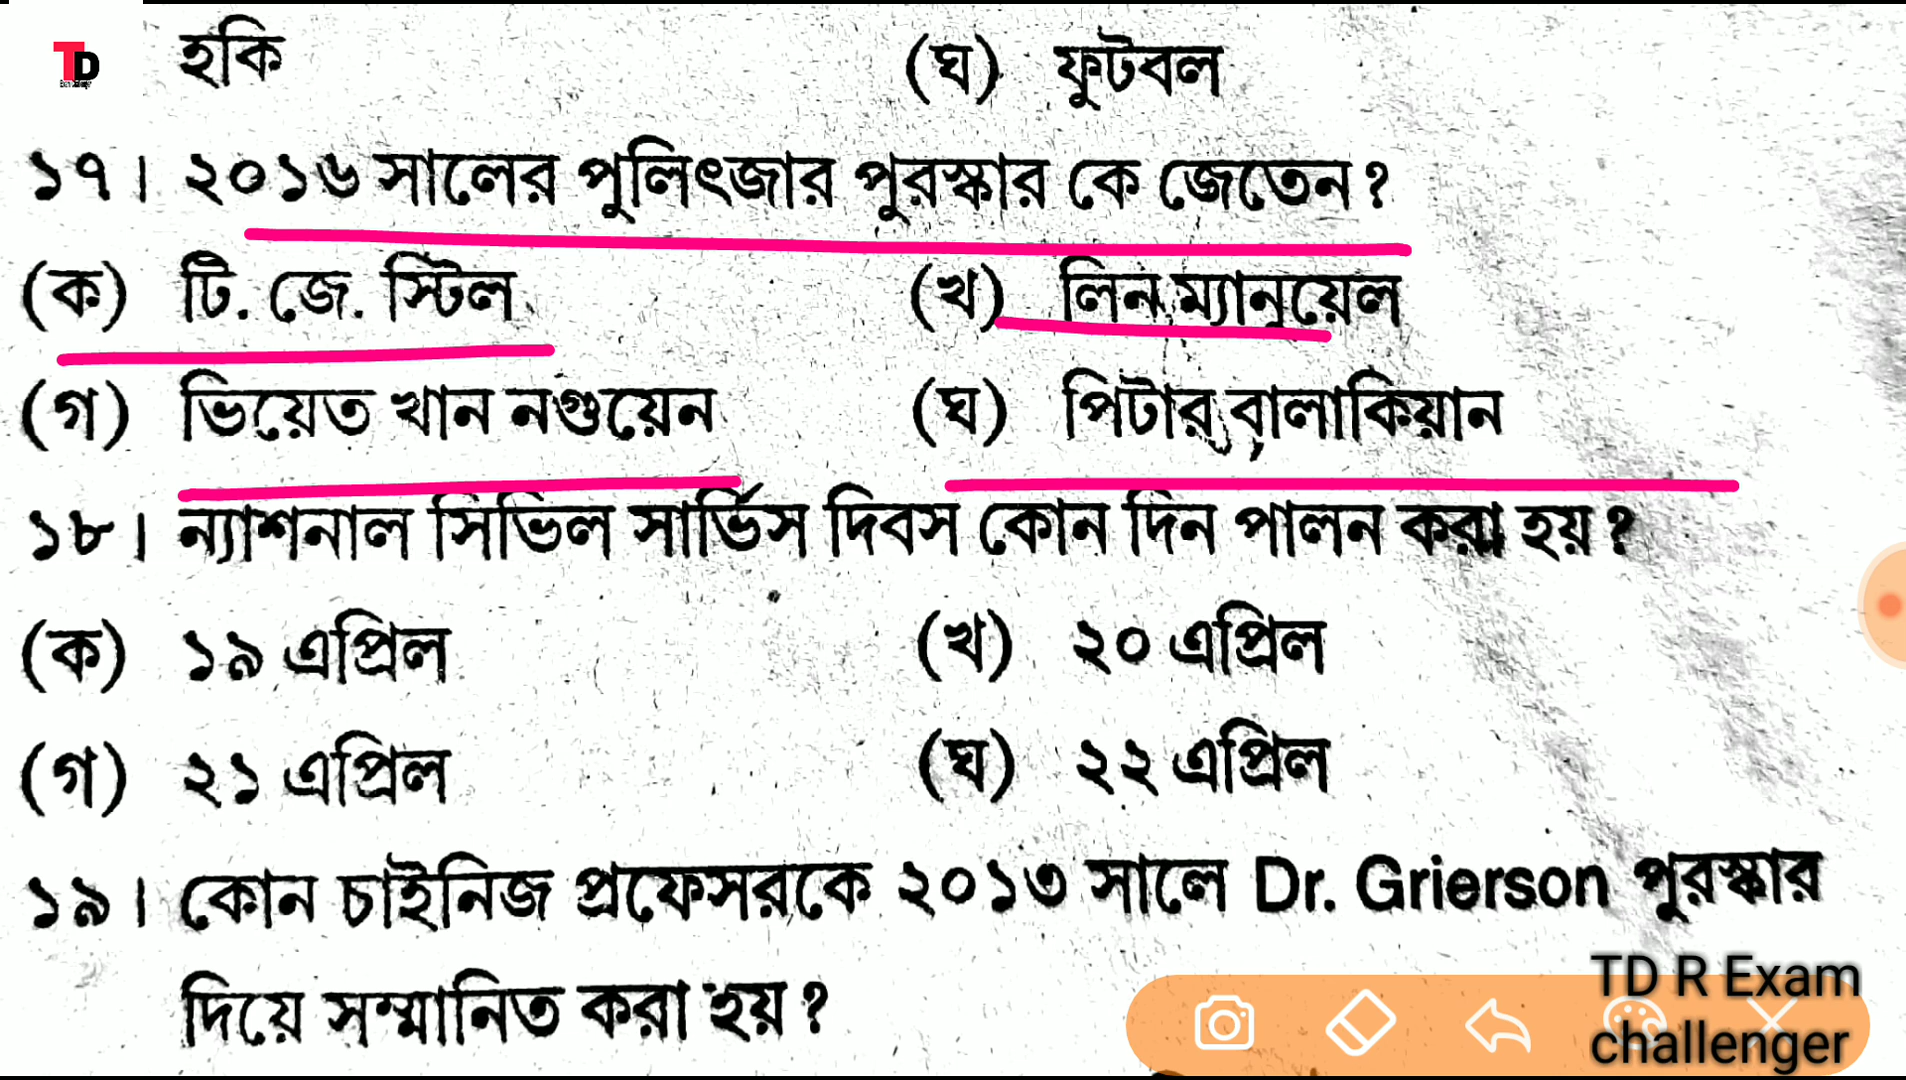 TD
হকি (ঘ) ফুটবল
১৭। ২০১৬ সালের পুলিৎজার পুরস্কার কে জেতেন?
(ক) টি. জে. স্টিল (খ) লিন ম্যানুয়েল
(গ) ভিয়েত থান নগুয়েন (ঘ) পিটার বালাকিয়ান
১৮। ন্যাশনাল সিভিল সার্ভিস দিবস কোন দিন পালন করা হয়?
(ক) ১৯ এপ্রিল (খ) ২০ এপ্রিল
(গ) ২১ এপ্রিল (ঘ) ২২ এপ্রিল
১৯। কোন চাইনিজ প্রফেসরকে ২০১৩ সালে Dr. Grierson পুরস্কার
দিয়ে সম্মানিত করা হয়?
TD R Exam
challenger